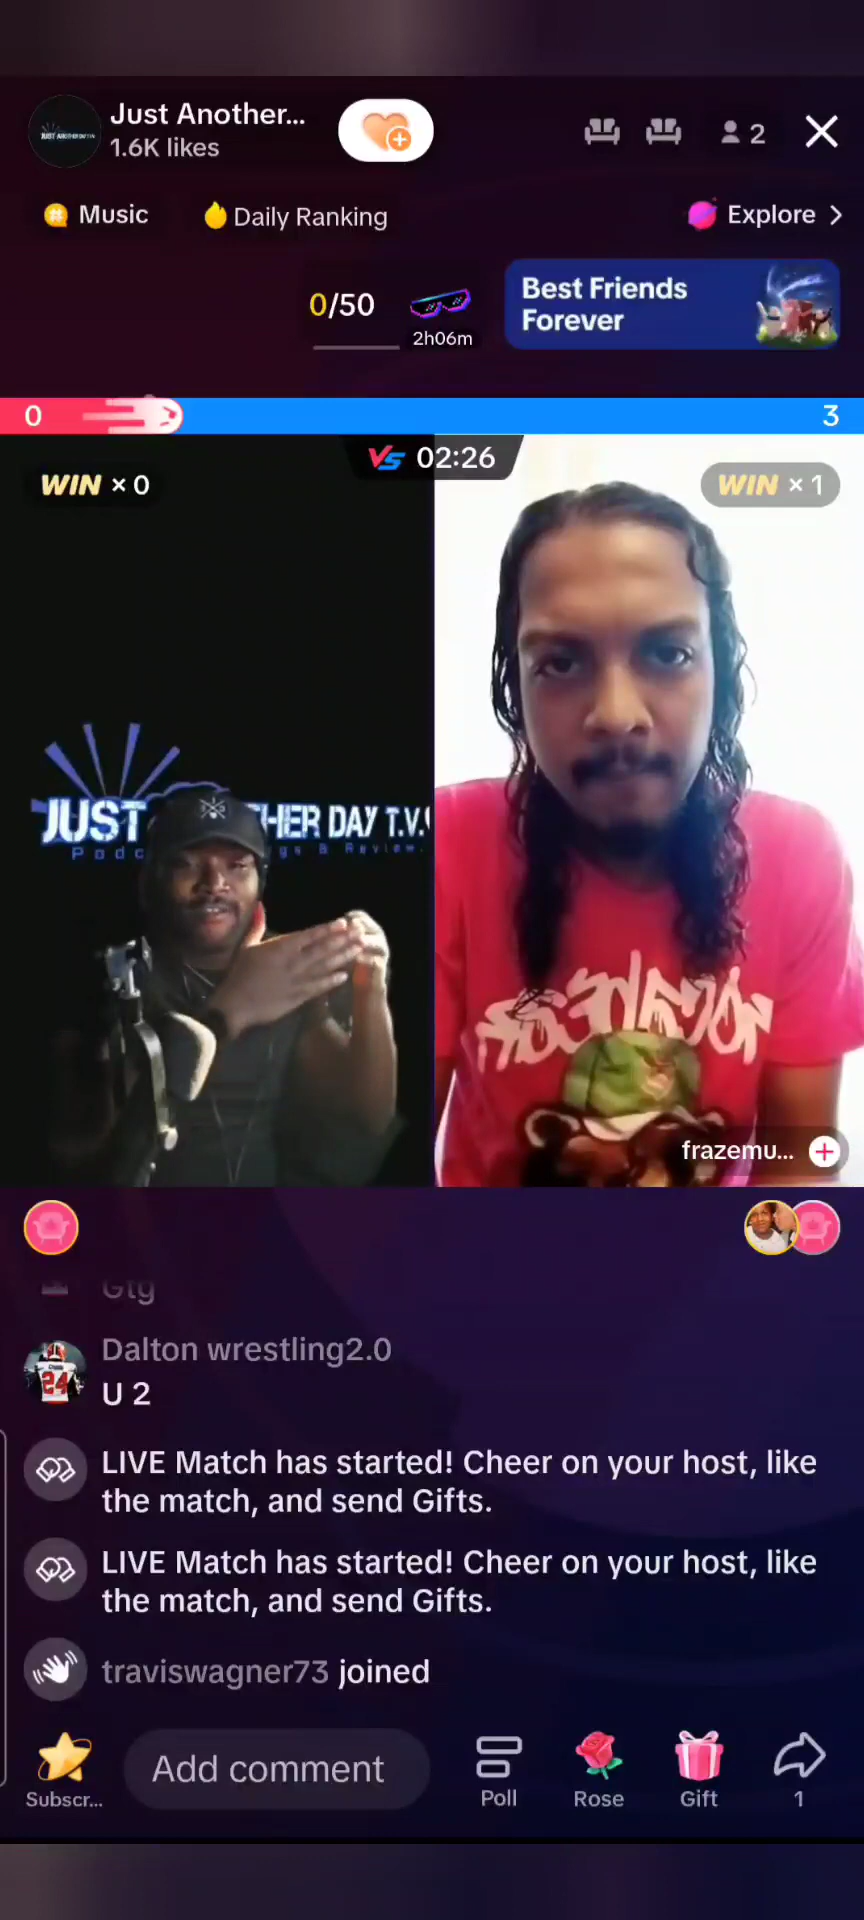 Just Another...
1.6K likes
2
Music
Daily Ranking
Explore
0/50
2h06m
Best Friends
Forever
0
3
VS 02:26
WIN × 0
WIN × 1
JUST
HER DAY T.V.
frazemu...
Gtg
Dalton wrestling2.0
U 2
24
LIVE Match has started! Cheer on your host, like
the match, and send Gifts.
LIVE Match has started! Cheer on your host, like
the match, and send Gifts.
traviswagner73 joined
Subscr...
Add comment
Poll
Rose
Gift
1